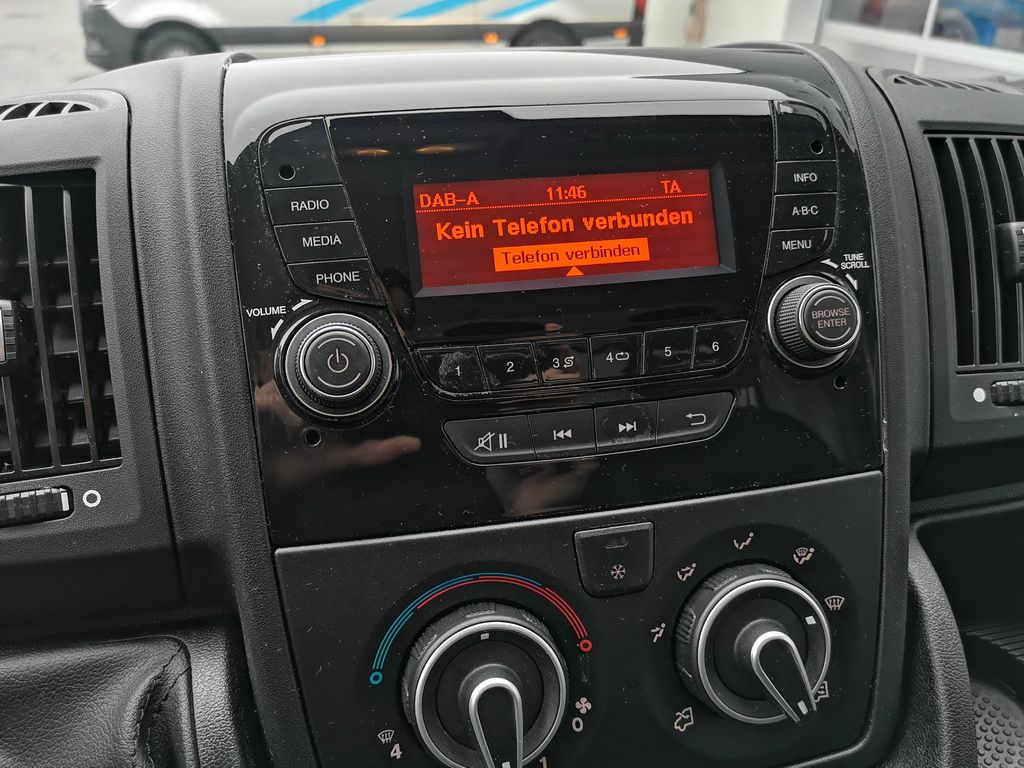 DAB-A 11:46 TA
Kein Telefon verbunden
Telefon verbinden
RADIO
MEDIA
PHONE
VOLUME
INFO
A·B·C
MENU
TUNE
SCROLL
BROWSE
ENTER
1 2 3 4 5 6
0
4
1